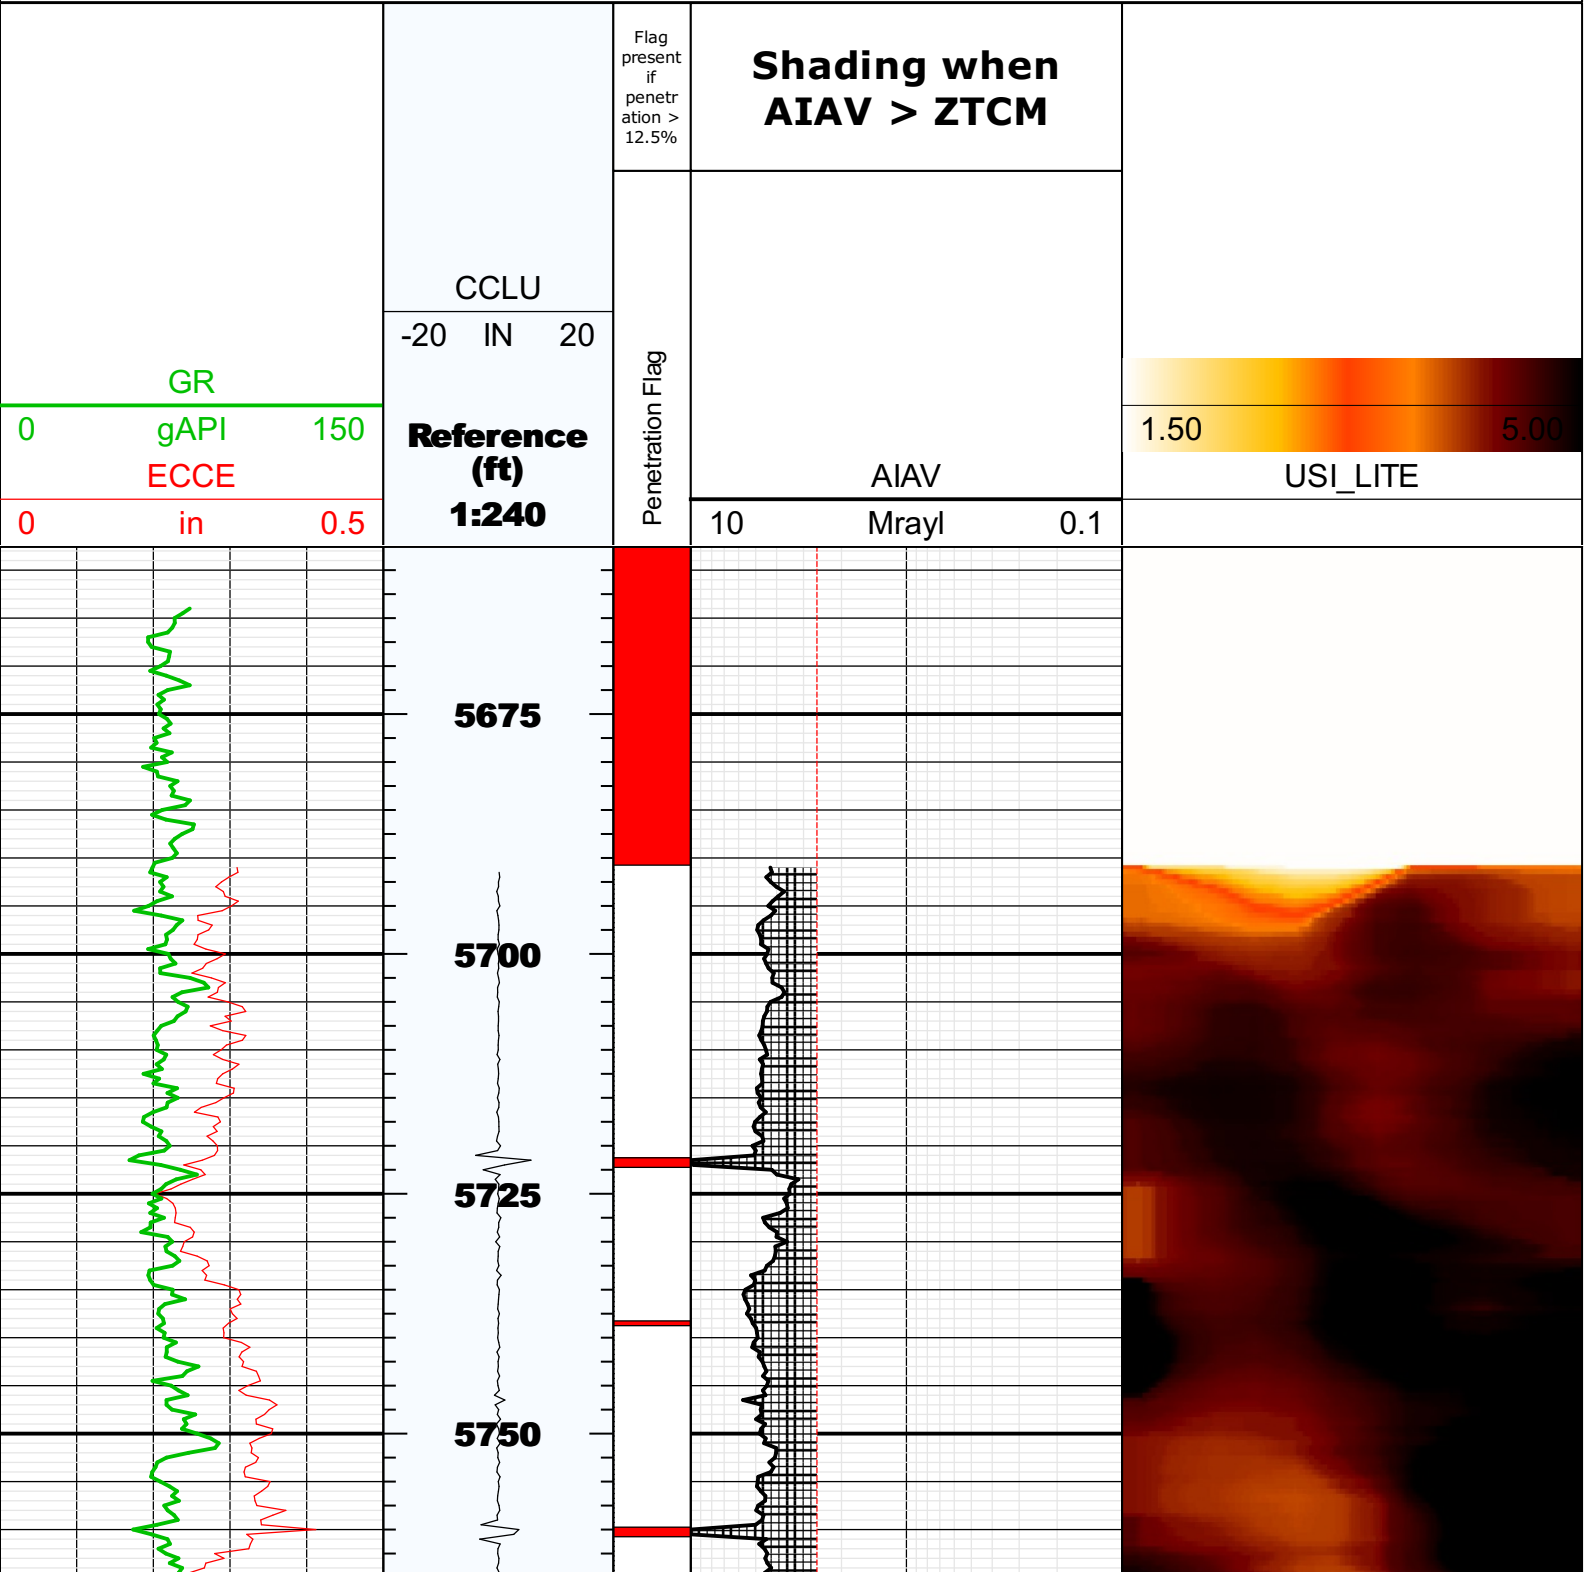 GR
0 gAPI 150
ECCE
0 in 0.5
CCLU
-20 IN 20
Reference
(ft)
1:240
Flag
present
if
penetr
ation >
12.5%
Penetration Flag
Shading when
AIAV > ZTCM
AIAV
10 Mrayl 0.1
1.50 5.00
USI_LITE
5675
5700
5725
5750